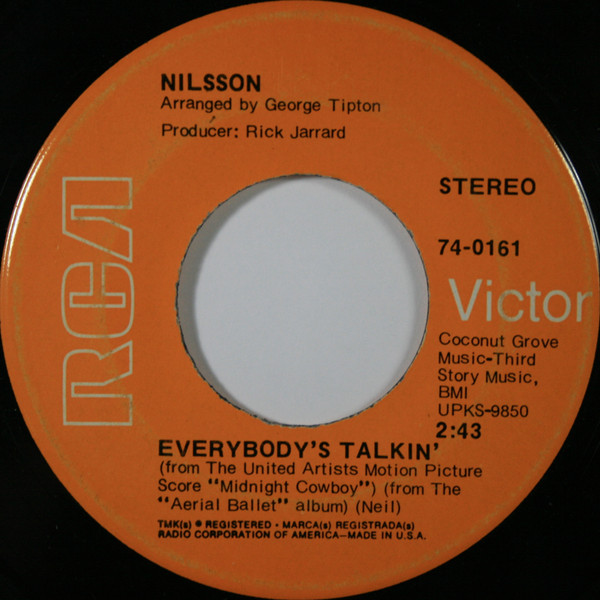 NILSSON
Arranged by George Tipton
Producer: Rick Jarrard
RCA
STEREO
74-0161
Victor
Coconut Grove
Music-Third
Story Music,
BMI
UPKS-9850
2:43
EVERYBODY'S TALKIN'
(from The United Artists Motion Picture
Score "Midnight Cowboy") (from The
"Aerial Ballet" album) (Neil)
TMK(s) ® REGISTERED • MARCA(s) REGISTRADA(s)
RADIO CORPORATION OF AMERICA—MADE IN U.S.A.